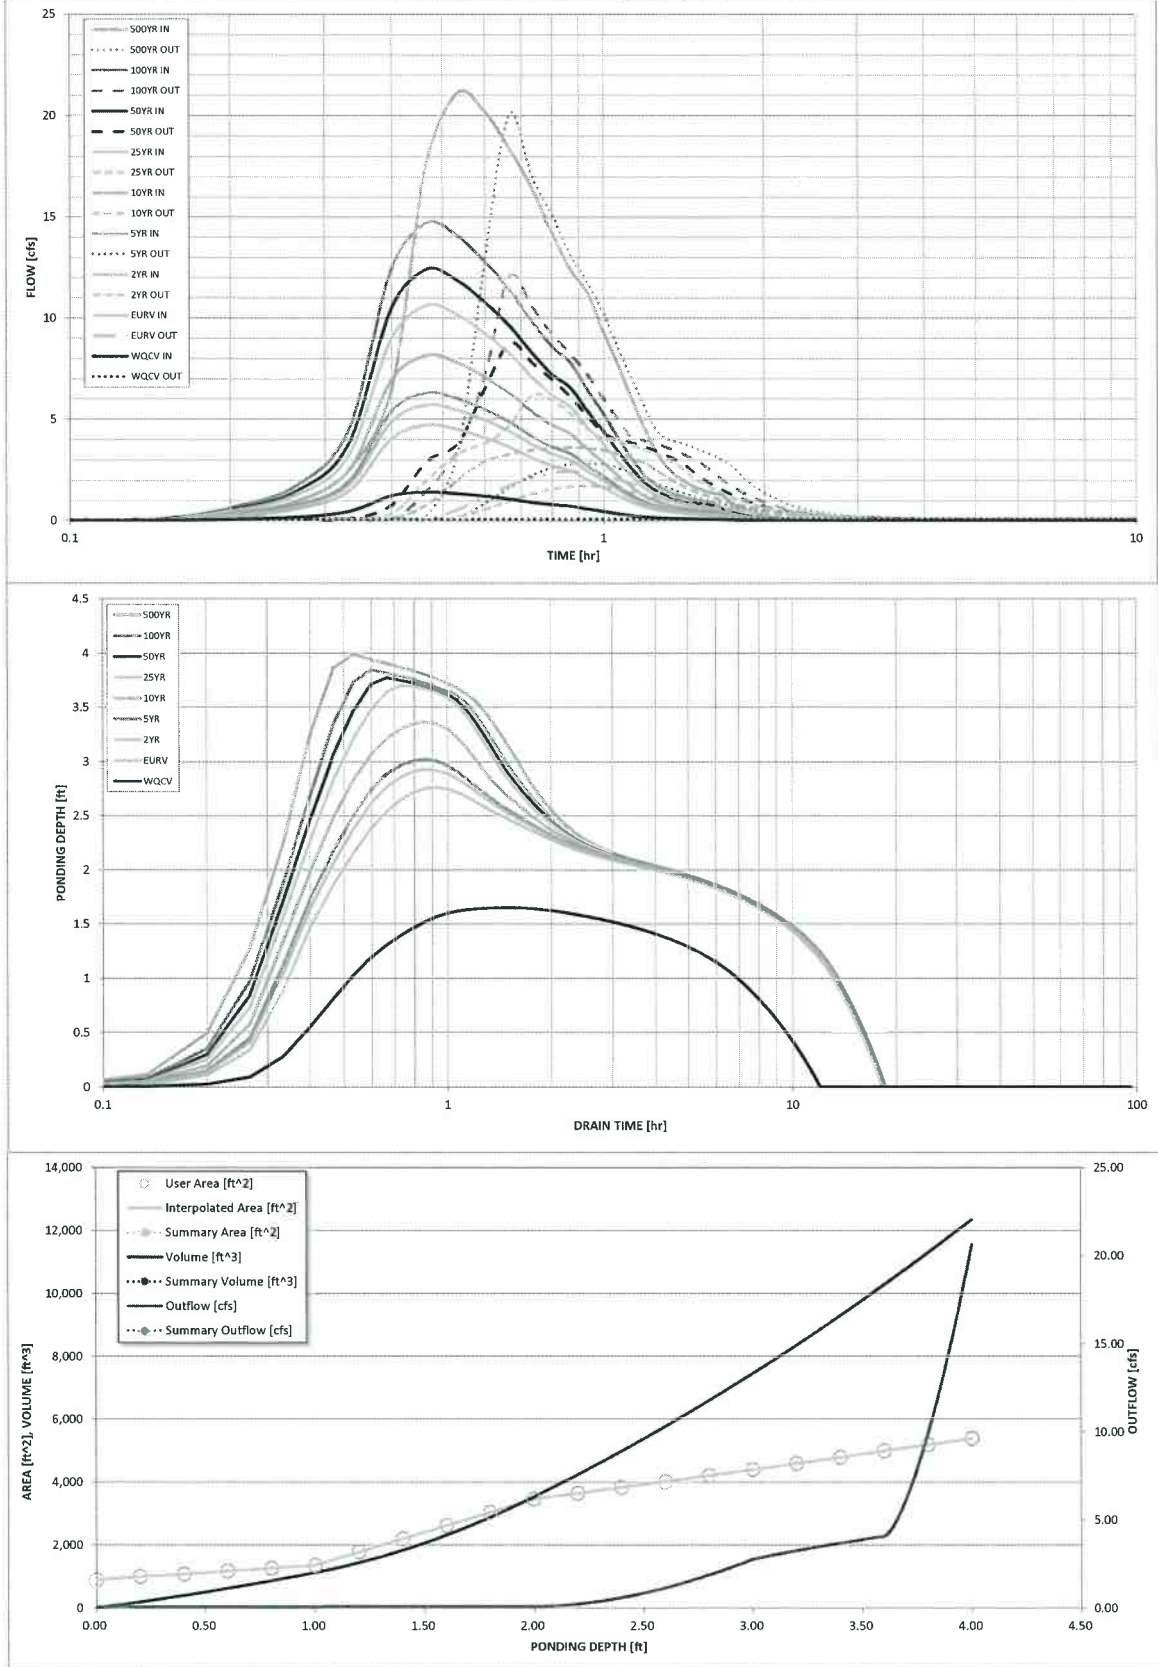 25
20
15
10
5
0
FLOW [cfs]
500YR IN
500YR OUT
100YR IN
100YR OUT
50YR IN
50YR OUT
25YR IN
25YR OUT
10YR IN
10YR OUT
5YR IN
5YR OUT
2YR IN
2YR OUT
EURV IN
EURV OUT
WQCV IN
WQCV OUT
0.1
1
10
TIME [hr]
4.5
4
3.5
3
2.5
2
1.5
1
0.5
0
PONDING DEPTH [ft]
500YR
100YR
50YR
25YR
10YR
5YR
2YR
EURV
WQCV
0.1
1
10
100
DRAIN TIME [hr]
14,000
12,000
10,000
8,000
6,000
4,000
2,000
0
AREA [ft^2], VOLUME [ft^3]
User Area [ft^2]
Interpolated Area [ft^2]
Summary Area [ft^2]
Volume [ft^3]
Summary Volume [ft^3]
Outflow [cfs]
Summary Outflow [cfs]
25.00
20.00
15.00
10.00
5.00
0.00
OUTFLOW [cfs]
0.00
0.50
1.00
1.50
2.00
2.50
3.00
3.50
4.00
4.50
PONDING DEPTH [ft]